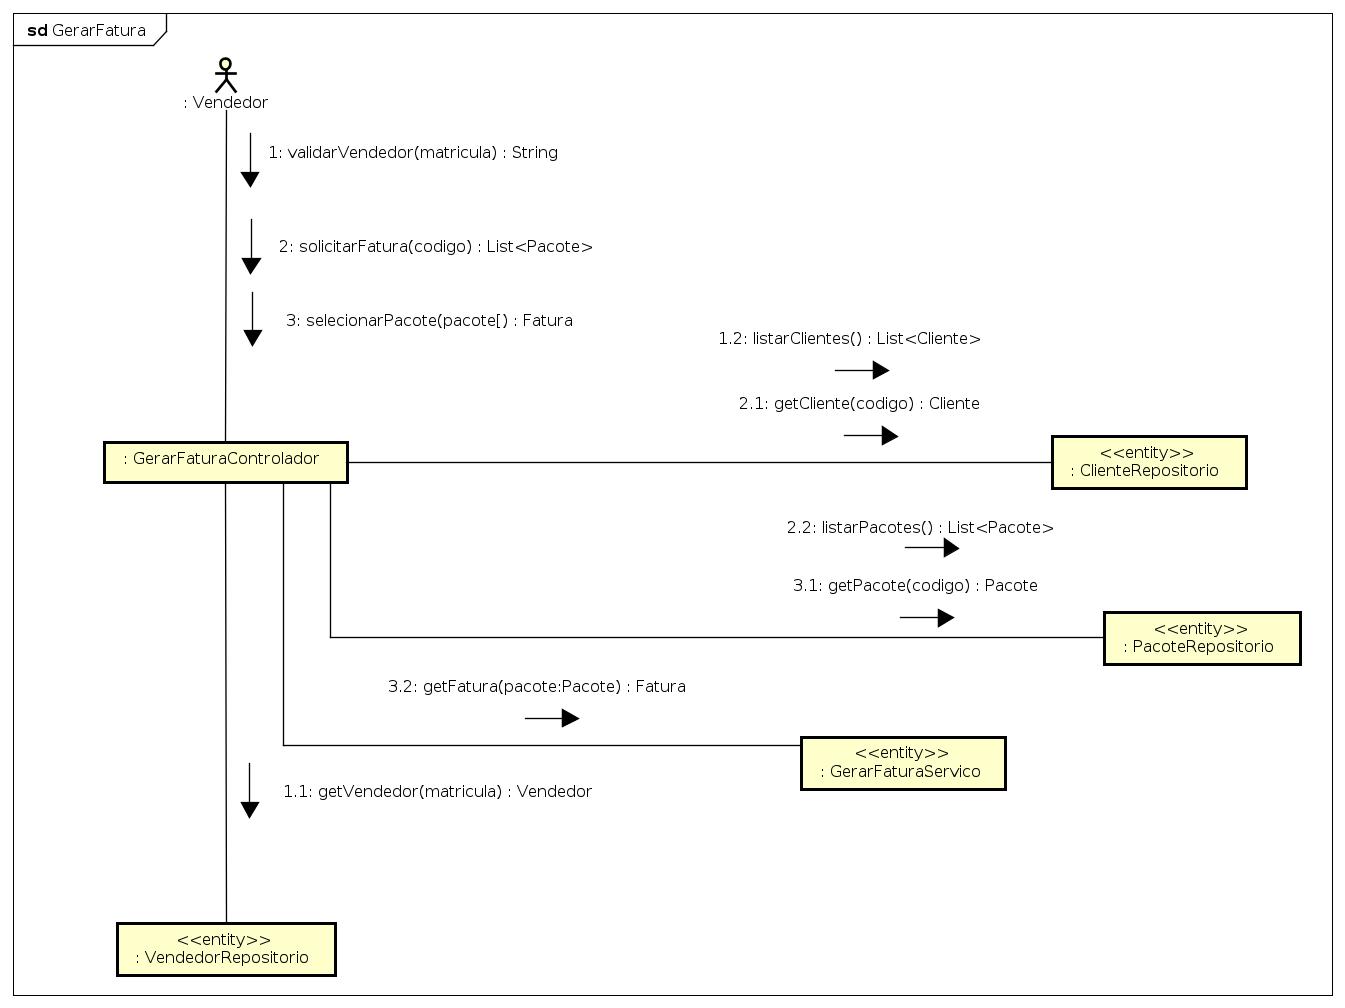 sd GerarFatura
: Vendedor
1: validarVendedor(matricula) : String
2: solicitarFatura(codigo) : List<Pacote>
3: selecionarPacote(pacote[) : Fatura
1.2: listarClientes() : List<Cliente>
2.1: getCliente(codigo) : Cliente
: GerarFaturaControlador
<<entity>>
: ClienteRepositorio
2.2: listarPacotes() : List<Pacote>
3.1: getPacote(codigo) : Pacote
<<entity>>
: PacoteRepositorio
3.2: getFatura(pacote:Pacote) : Fatura
<<entity>>
: GerarFaturaServico
1.1: getVendedor(matricula) : Vendedor
<<entity>>
: VendedorRepositorio